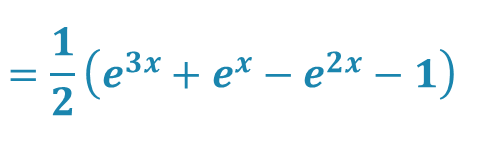 = 1/2 (e^{3x} + e^x − e^{2x} − 1)